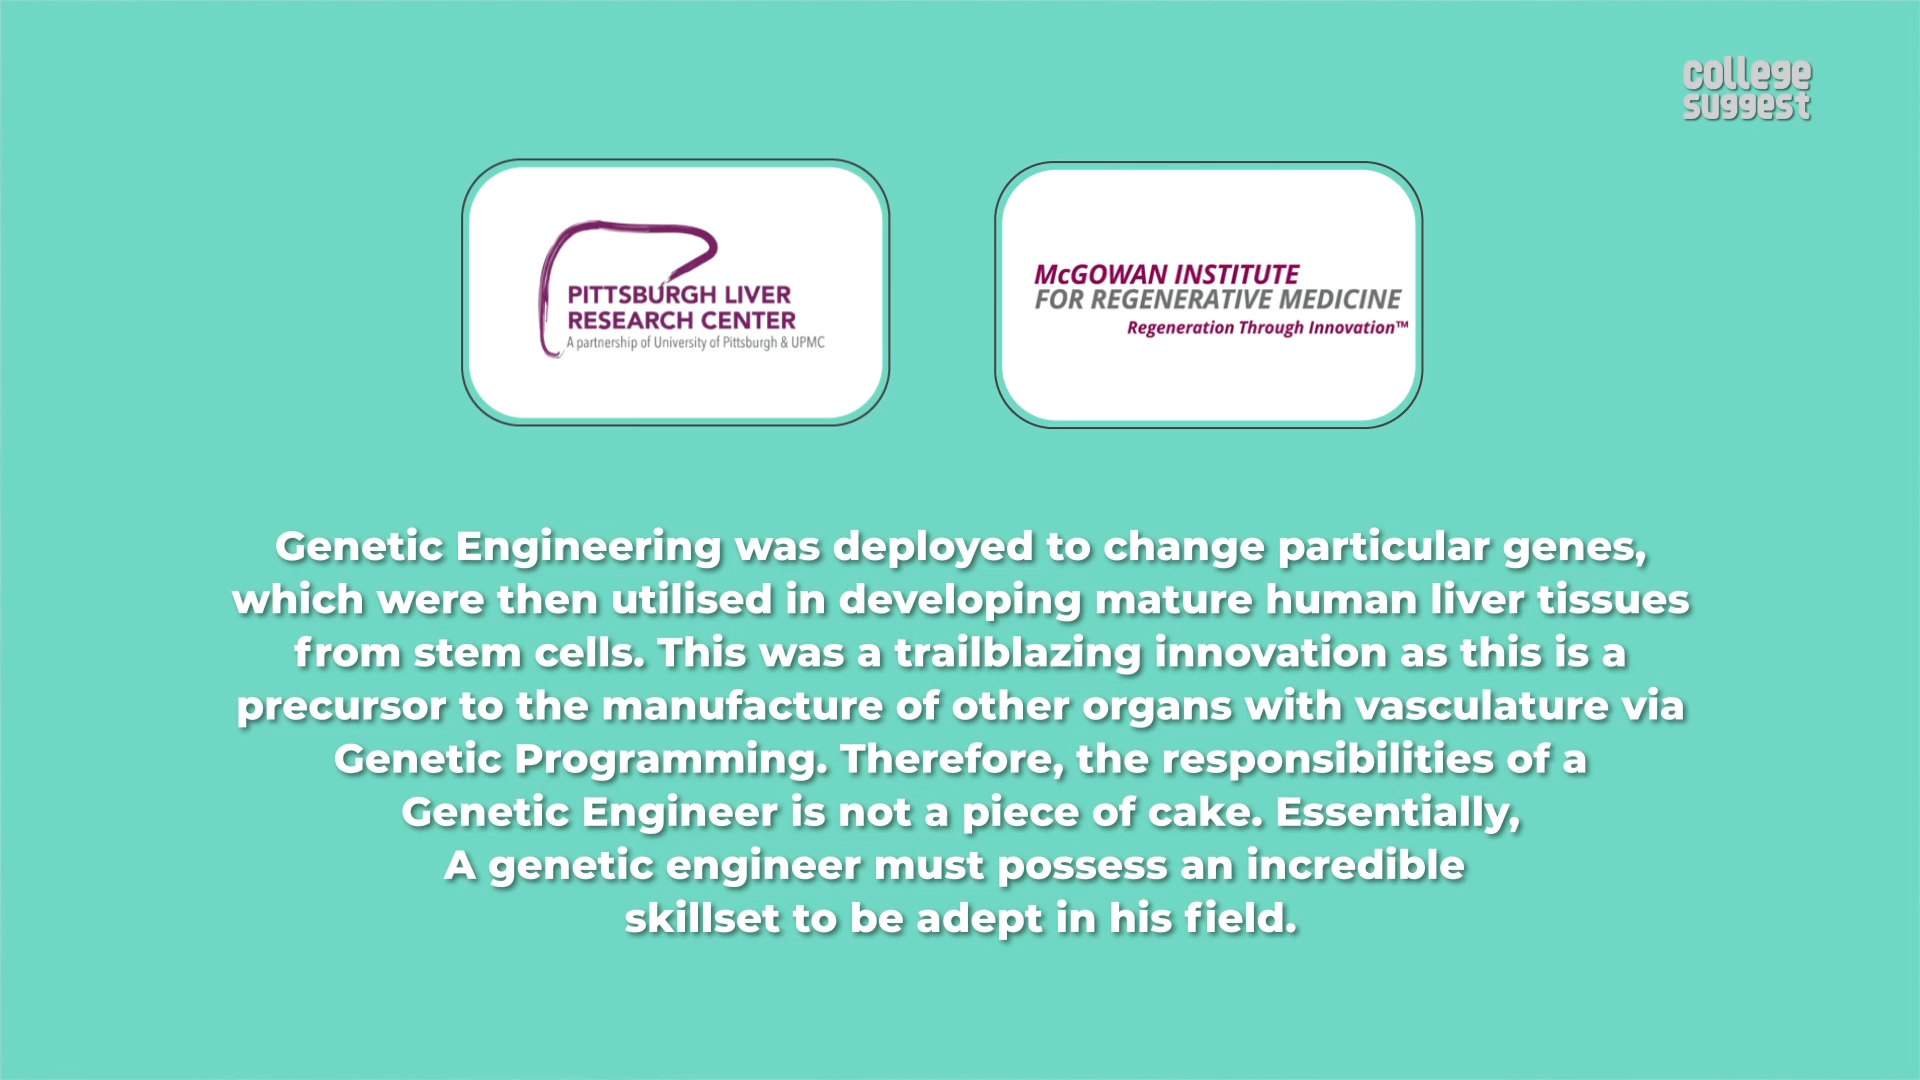 college
suggest
PITTSBURGH LIVER
RESEARCH CENTER
A partnership of University of Pittsburgh & UPMC
McGOWAN INSTITUTE
FOR REGENERATIVE MEDICINE
Regeneration Through Innovation™
Genetic Engineering was deployed to change particular genes,
which were then utilised in developing mature human liver tissues
from stem cells. This was a trailblazing innovation as this is a
precursor to the manufacture of other organs with vasculature via
Genetic Programming. Therefore, the responsibilities of a
Genetic Engineer is not a piece of cake. Essentially,
A genetic engineer must possess an incredible
skillset to be adept in his field.